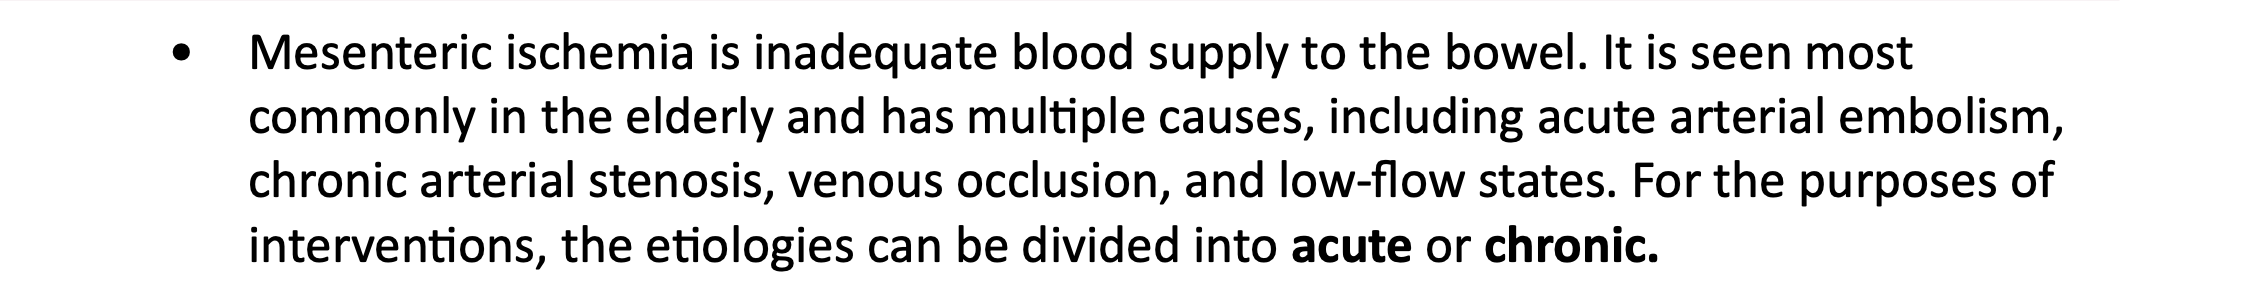 • Mesenteric ischemia is inadequate blood supply to the bowel. It is seen most
commonly in the elderly and has multiple causes, including acute arterial embolism,
chronic arterial stenosis, venous occlusion, and low-flow states. For the purposes of
interventions, the etiologies can be divided into acute or chronic.